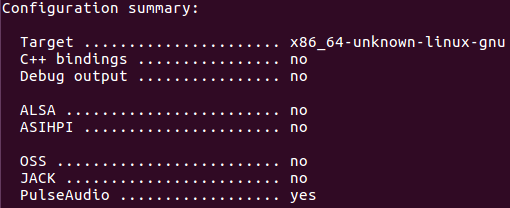 Configuration summary:
Target ...................... x86_64-unknown-linux-gnu
C++ bindings ................ no
Debug output ................ no
ALSA ........................ no
ASIHPI ...................... no
OSS ......................... no
JACK ........................ no
PulseAudio .................. yes